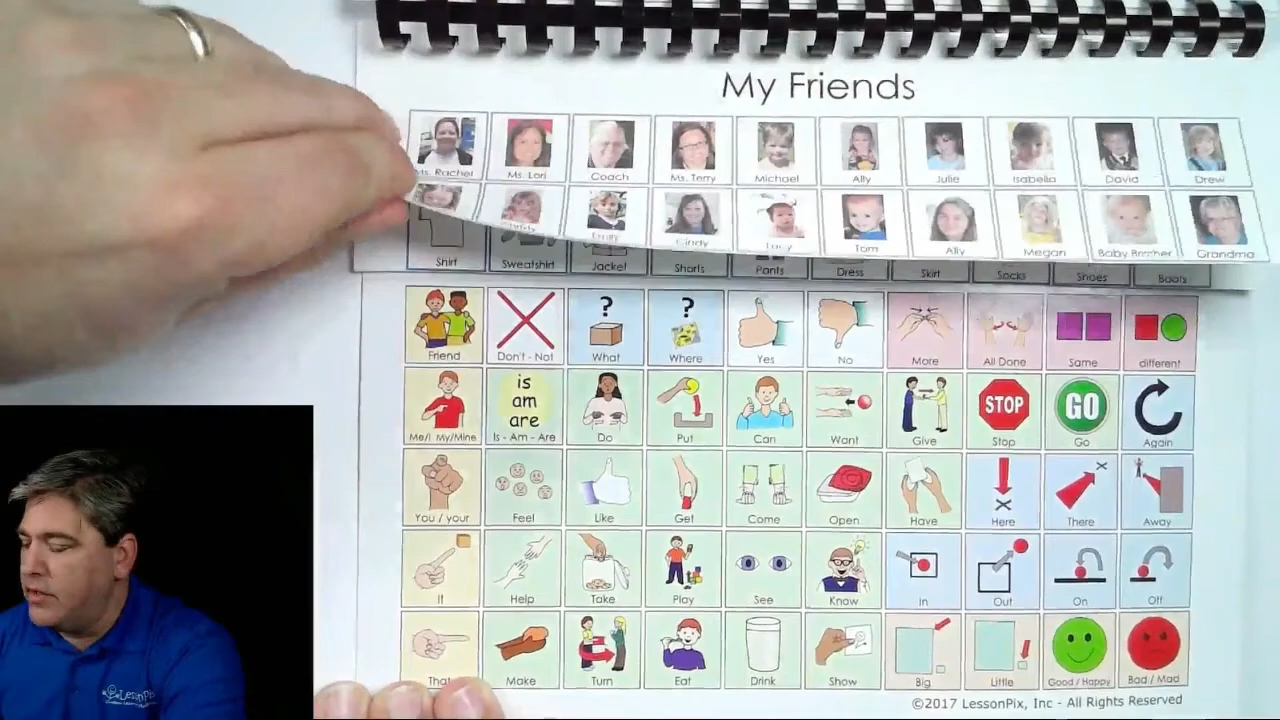 My Friends
Ms. Rachel Ms. Lori Coach Ms. Terry Michael Ally Julie Isabella David Drew
Emily Cindy Lucy Tom Ally Megan Baby Brother Grandma
Shirt Sweatshirt Jacket Shorts Pants Dress Skirt Socks Shoes Boots
? ?
Friend Don't - Not What Where Yes No More All Done Same different
is
am
are
STOP
GO
Me/I My/Mine Is - Am - Are Do Put Can Want Give Stop Go Again
You / your Feel Like Get Come Open Have Here There Away
It Help Take Play See Know In Out On Off
That Make Turn Eat Drink Show Big Little Good / Happy Bad / Mad
©2017 LessonPix, Inc - All Rights Reserved
LessonPix